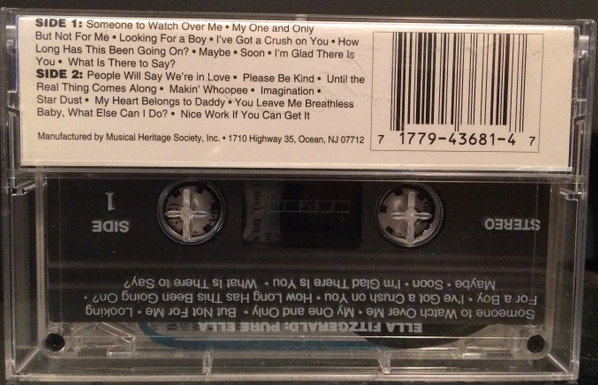 SIDE 1: Someone to Watch Over Me • My One and Only
But Not For Me • Looking For a Boy • I've Got a Crush on You • How
Long Has This Been Going On? • Maybe • Soon • I'm Glad There Is
You • What Is There to Say?
SIDE 2: People Will Say We're in Love • Please Be Kind • Until the
Real Thing Comes Along • Makin' Whoopee • Imagination •
Star Dust • My Heart Belongs to Daddy • You Leave Me Breathless
Baby, What Else Can I Do? • Nice Work If You Can Get It
Manufactured by Musical Heritage Society, Inc. • 1710 Highway 35, Ocean, NJ 07712
7 1779-43681-4 7
ELLA FITZGERALD: PURE ELLA
Someone to Watch Over Me • My One and Only • But Not For Me • Looking
For a Boy • I've Got a Crush on You • How Long Has This Been Going On? •
Maybe • Soon • I'm Glad There Is You • What Is There to Say?
STEREO
SIDE
1